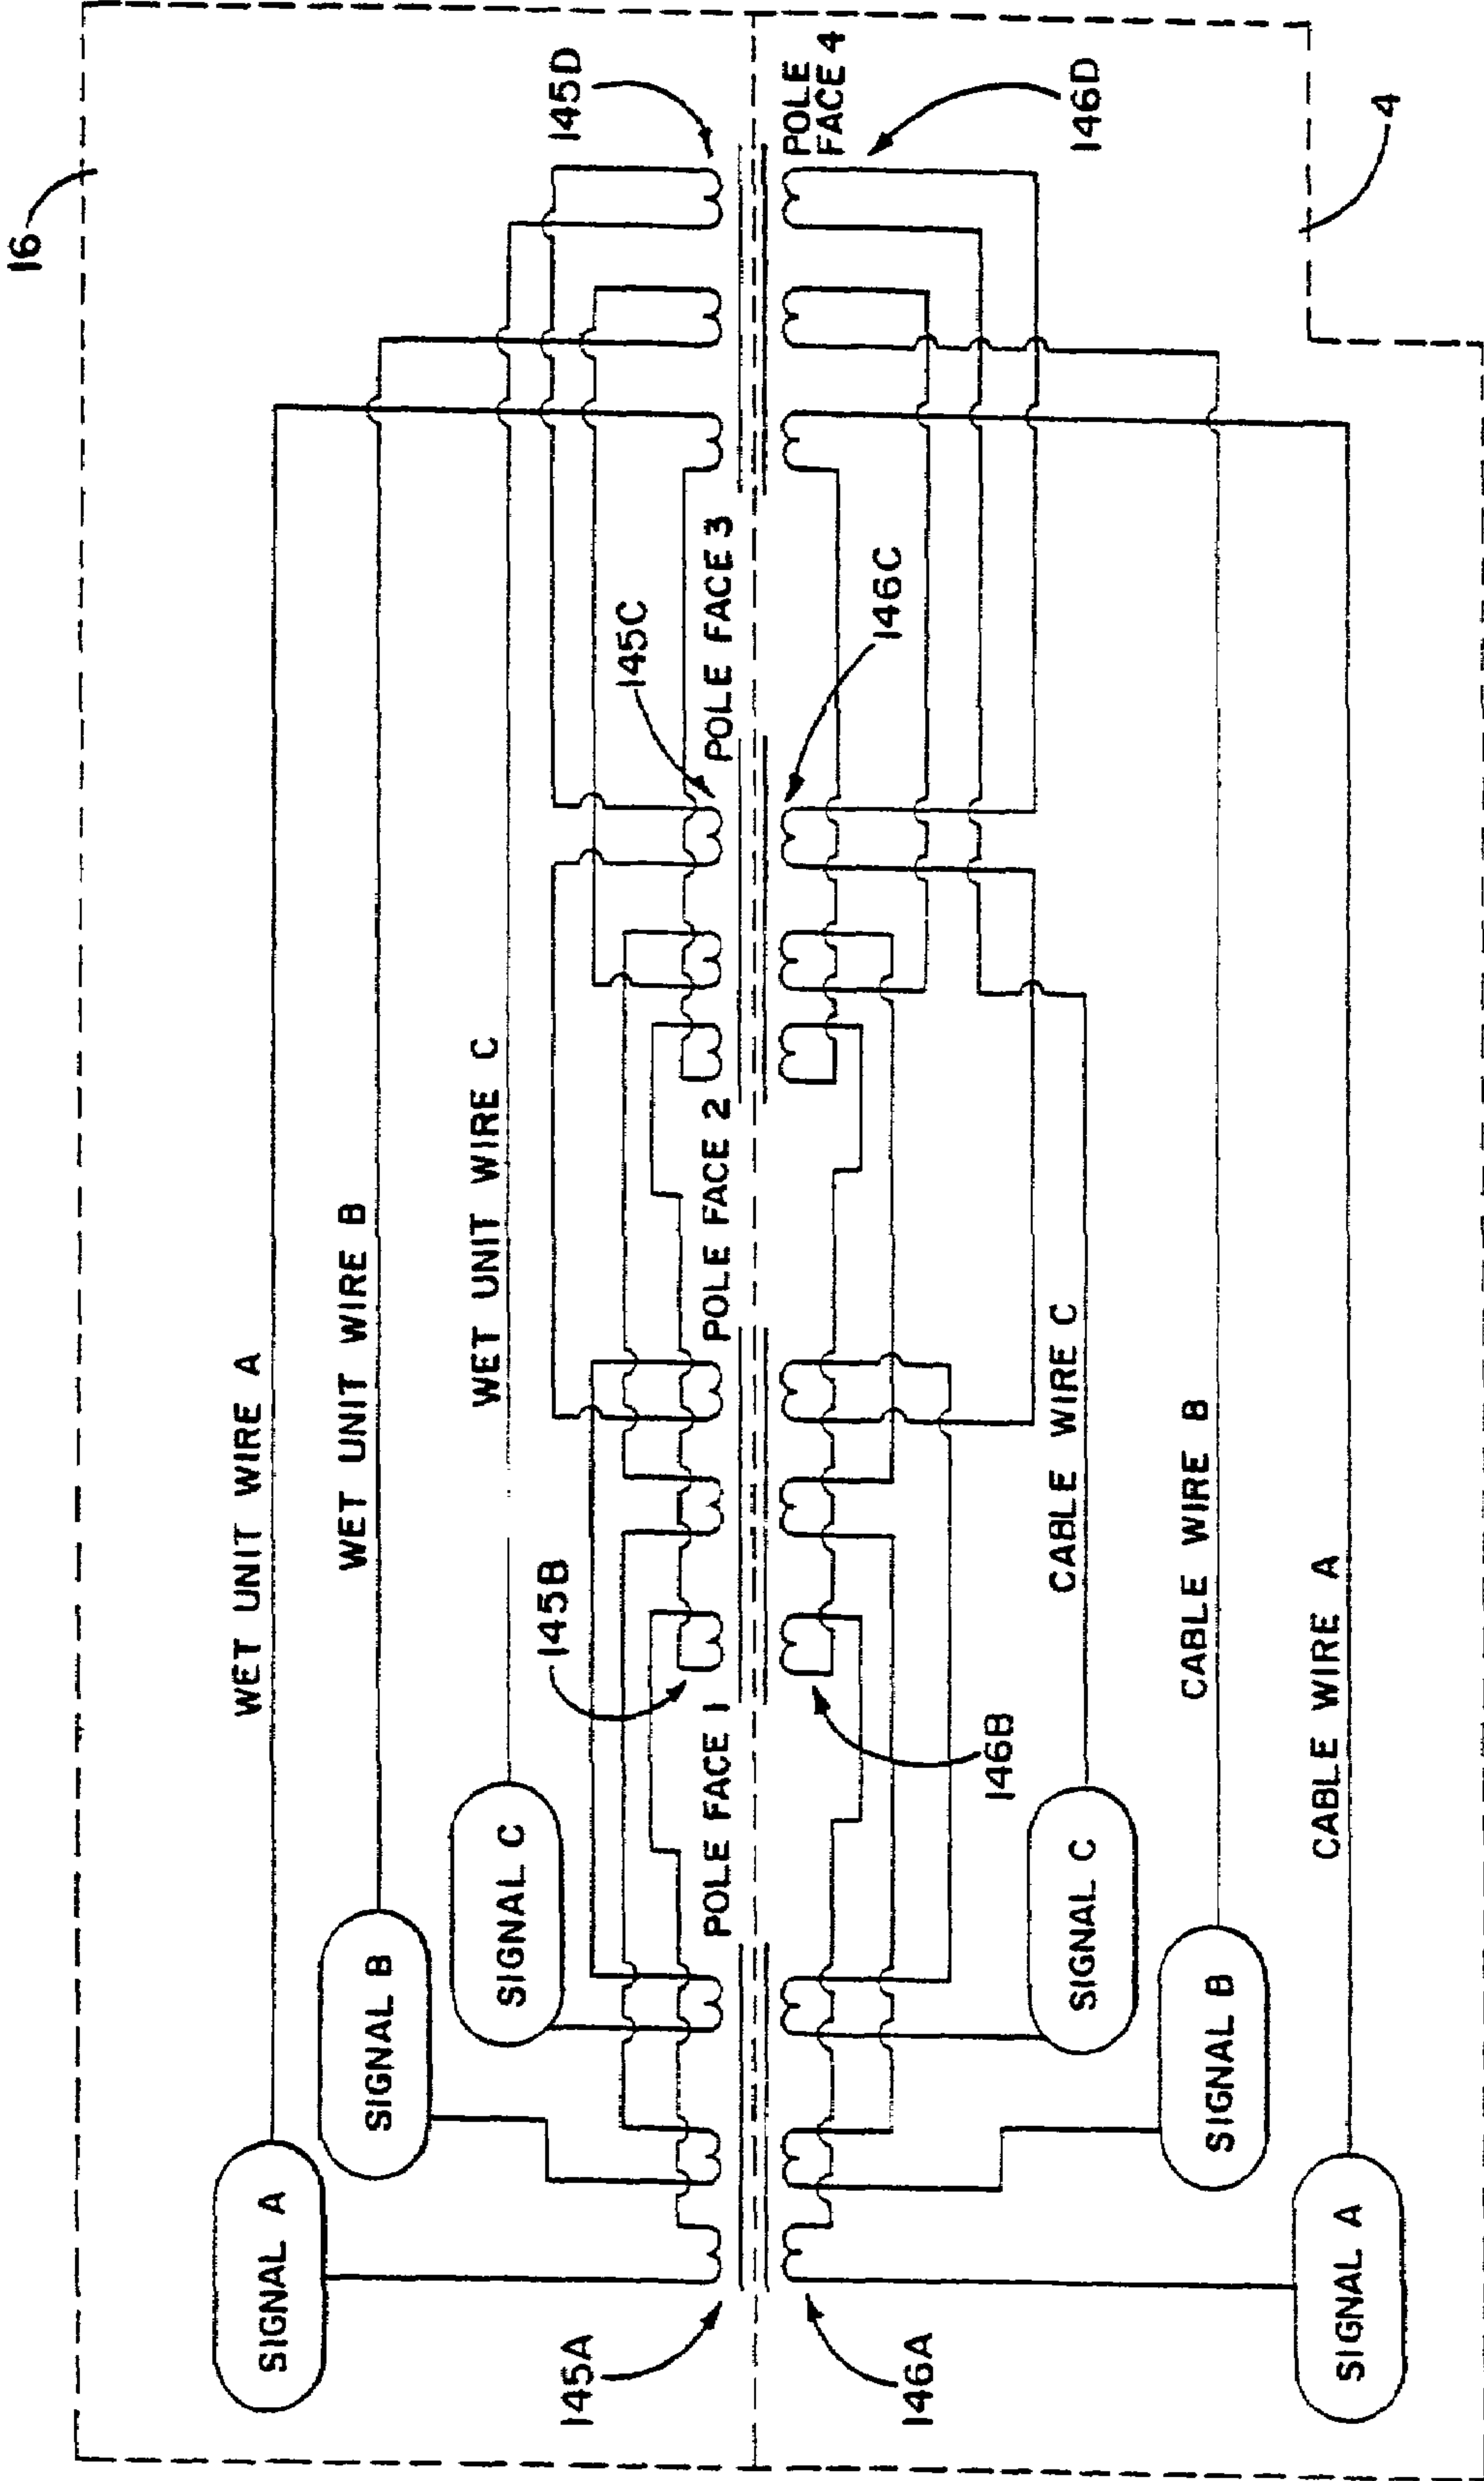 16
WET UNIT WIRE A
SIGNAL A
WET UNIT WIRE B
SIGNAL B
WET UNIT WIRE C
SIGNAL C
145A
145B
145C
145D
POLE FACE 1
POLE FACE 2
POLE FACE 3
POLE
FACE 4
146A
146B
146C
146D
CABLE WIRE C
SIGNAL C
CABLE WIRE B
SIGNAL B
CABLE WIRE A
SIGNAL A
4